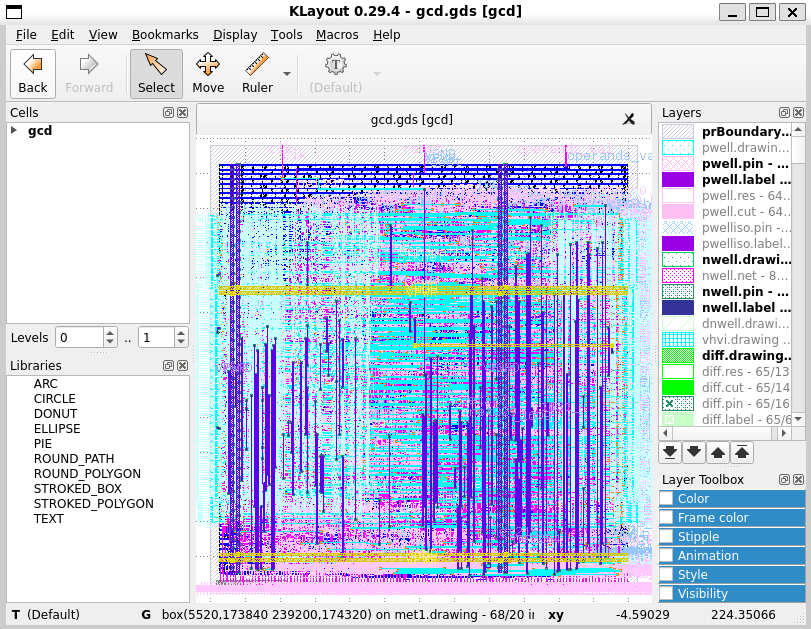 KLayout 0.29.4 - gcd.gds [gcd]
File Edit View Bookmarks Display Tools Macros Help
Back Forward Select Move Ruler (Default)
Cells
gcd
Levels 0 .. 1
Libraries
ARC
CIRCLE
DONUT
ELLIPSE
PIE
ROUND_PATH
ROUND_POLYGON
STROKED_BOX
STROKED_POLYGON
TEXT
gcd.gds [gcd]
operands_va
Layers
prBoundary...
pwell.drawin...
pwell.pin - ...
pwell.label ...
pwell.res - 64...
pwell.cut - 64...
pwelliso.pin -...
pwelliso.label...
nwell.drawi...
nwell.net - 8...
nwell.pin - ...
nwell.label ...
dnwell.drawi...
vhvi.drawing ...
diff.drawing...
diff.res - 65/13
diff.cut - 65/14
diff.pin - 65/16
diff.label - 65/6
Layer Toolbox
Color
Frame color
Stipple
Animation
Style
Visibility
T (Default) G box(5520,173840 239200,174320) on met1.drawing - 68/20 in xy -4.59029 224.35066